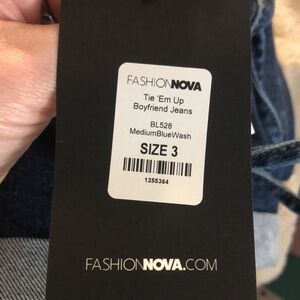 FASHIONNOVA
Tie 'Em Up
Boyfriend Jeans
BL528
MediumBlueWash
SIZE 3
1255364
FASHIONNOVA.COM